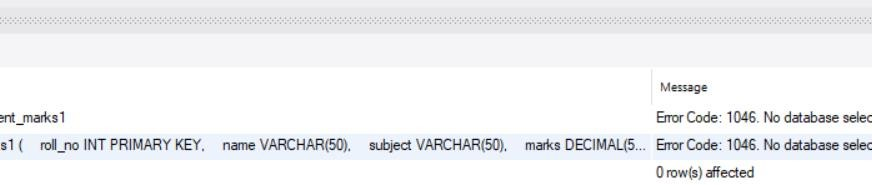 Message
ent_marks1 Error Code: 1046. No database selec
s1 ( roll_no INT PRIMARY KEY, name VARCHAR(50), subject VARCHAR(50), marks DECIMAL(5... Error Code: 1046. No database selec
0 row(s) affected